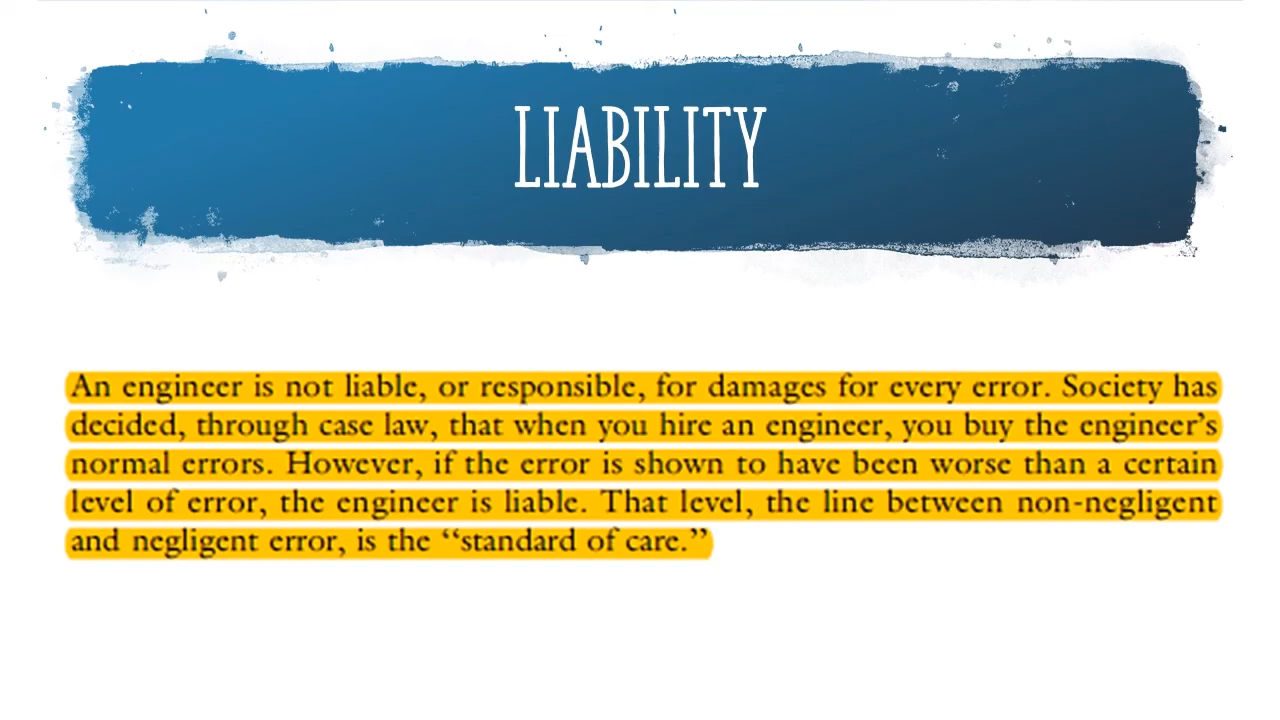 LIABILITY
An engineer is not liable, or responsible, for damages for every error. Society has
decided, through case law, that when you hire an engineer, you buy the engineer’s
normal errors. However, if the error is shown to have been worse than a certain
level of error, the engineer is liable. That level, the line between non-negligent
and negligent error, is the ‘‘standard of care.’’